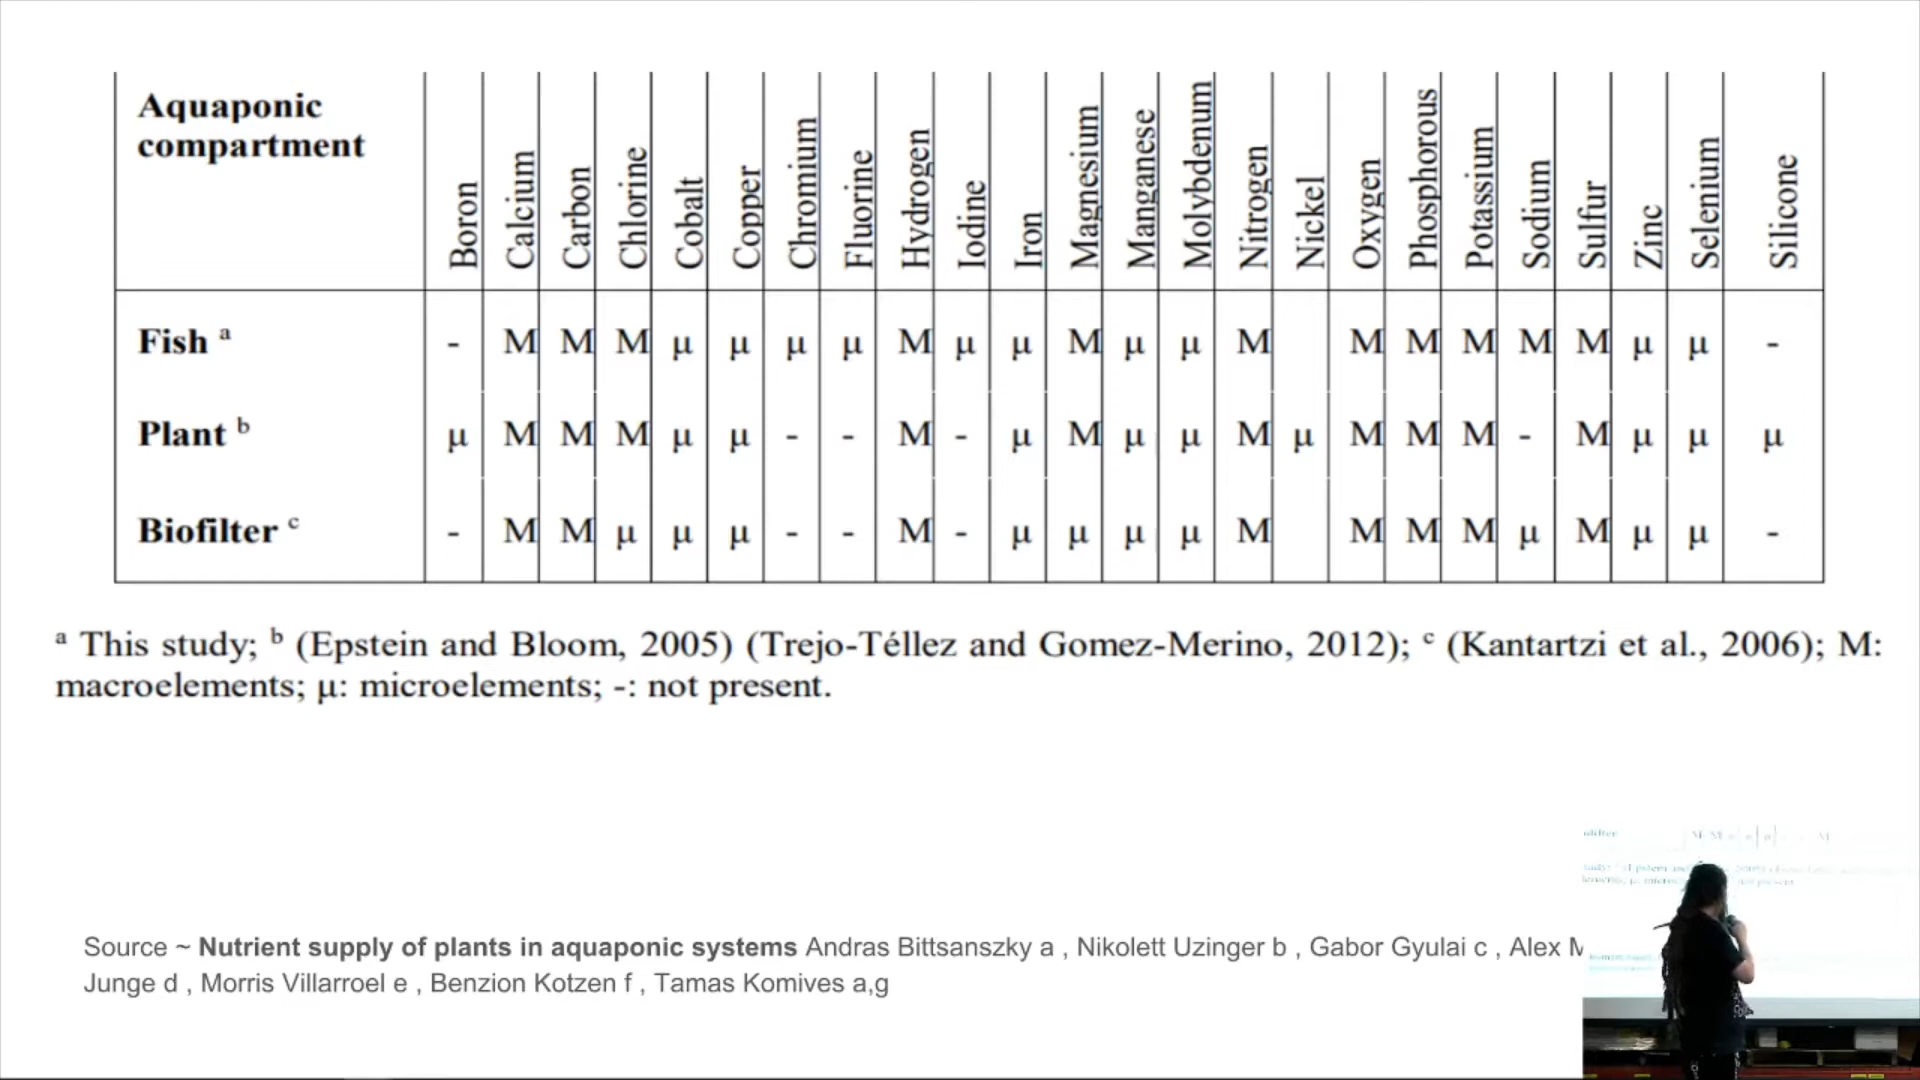 Aquaponic
compartment
Boron
Calcium
Carbon
Chlorine
Cobalt
Copper
Chromium
Fluorine
Hydrogen
Iodine
Iron
Magnesium
Manganese
Molybdenum
Nitrogen
Nickel
Oxygen
Phosphorous
Potassium
Sodium
Sulfur
Zinc
Selenium
Silicone
Fish a - M M M μ μ μ μ M μ μ M μ μ M M M M M M μ μ -
Plant b μ M M M μ μ - - M - μ M μ μ M μ M M M - M μ μ μ
Biofilter c - M M μ μ μ - - M - μ μ μ μ M M M M μ M μ μ -
a This study; b (Epstein and Bloom, 2005) (Trejo-Téllez and Gomez-Merino, 2012); c (Kantartzi et al., 2006); M:
macroelements; μ: microelements; -: not present.
Source ~ Nutrient supply of plants in aquaponic systems Andras Bittsanszky a , Nikolett Uzinger b , Gabor Gyulai c , Alex M
Junge d , Morris Villarroel e , Benzion Kotzen f , Tamas Komives a,g